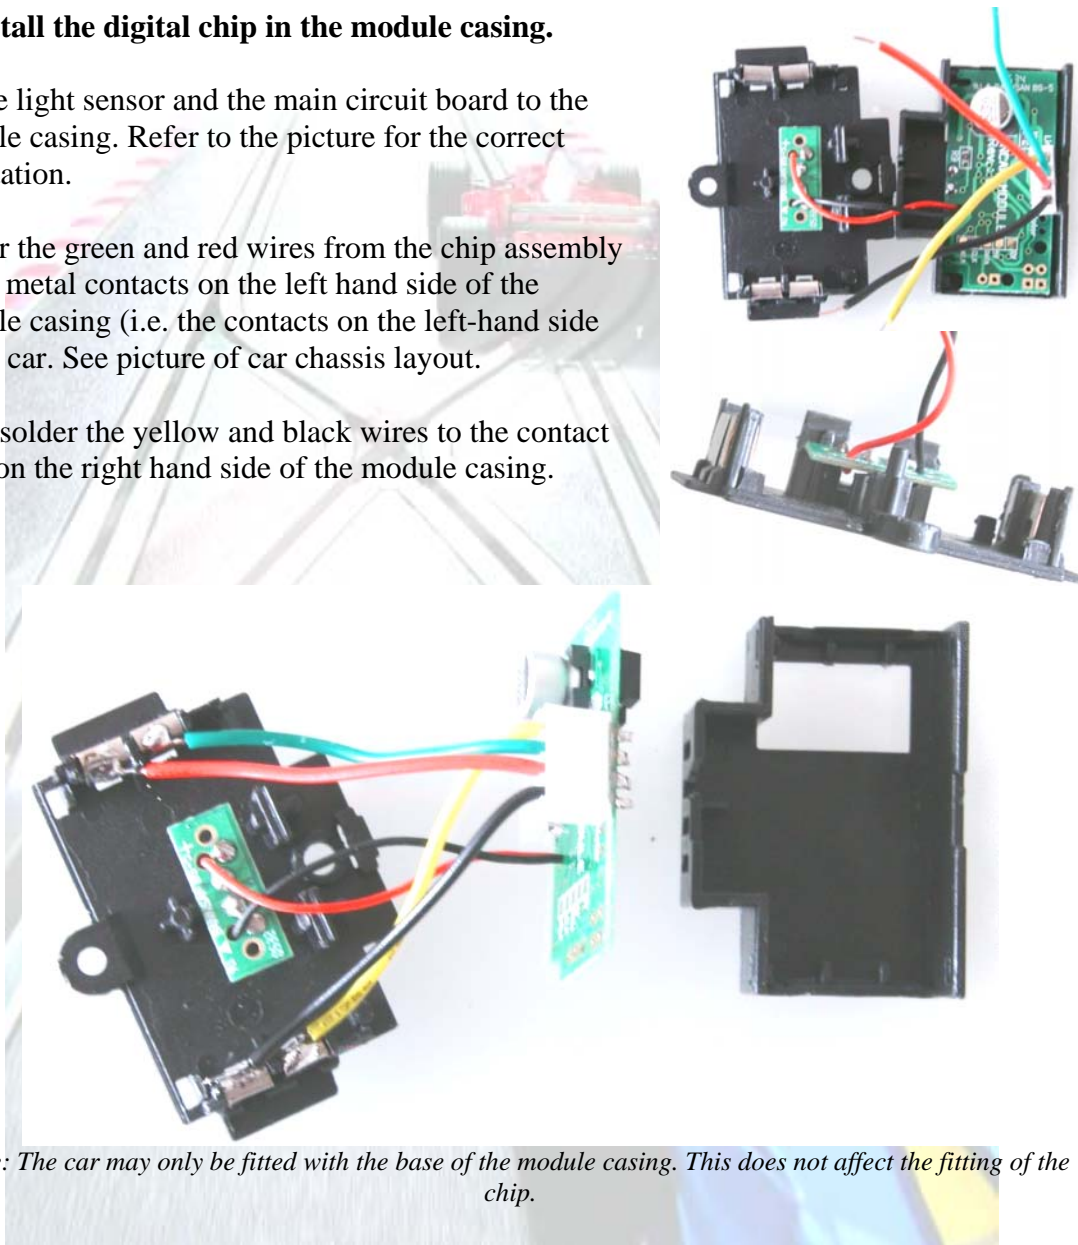 tall the digital chip in the module casing.
e light sensor and the main circuit board to the
le casing. Refer to the picture for the correct
ation.
r the green and red wires from the chip assembly
metal contacts on the left hand side of the
le casing (i.e. the contacts on the left-hand side
car. See picture of car chassis layout.
solder the yellow and black wires to the contact
on the right hand side of the module casing.
: The car may only be fitted with the base of the module casing. This does not affect the fitting of the
chip.